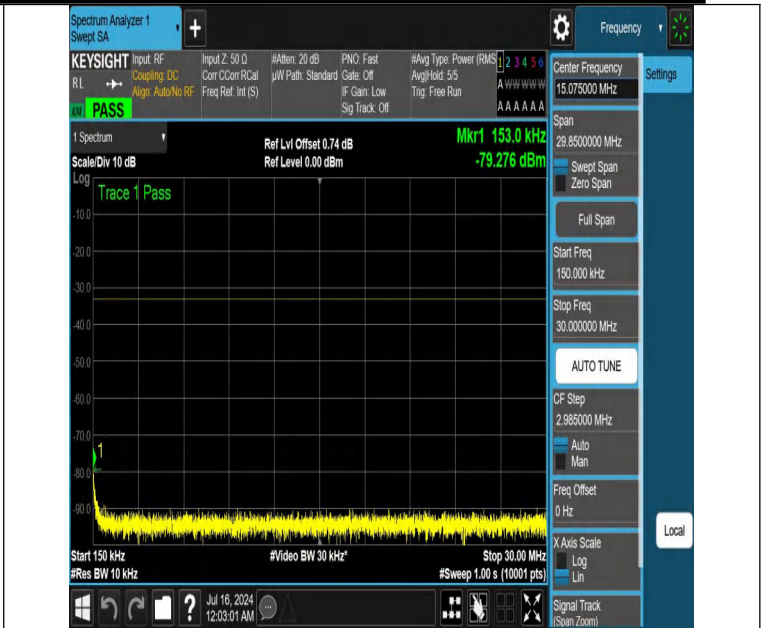 Spectrum Analyzer 1
Swept SA
+
Frequency
KEYSIGHT
RL
PASS
Input: RF
Coupling: DC
Align: Auto/No RF
Input Z: 50 Ω
Corr CCorr RCal
Freq Ref: Int (S)
#Atten: 20 dB
µW Path: Standard
PNO: Fast
Gate: Off
IF Gain: Low
Sig Track: Off
#Avg Type: Power (RMS
Avg|Hold: 5/5
Trig: Free Run
1 2 3 4 5 6
A W W W W W
A A A A A A
1 Spectrum
Scale/Div 10 dB
Ref Lvl Offset 0.74 dB
Ref Level 0.00 dBm
Mkr1 153.0 kHz
-79.276 dBm
Log
Trace 1 Pass
-10.0
-20.0
-30.0
-40.0
-50.0
-60.0
-70.0
1
-80.0
-90.0
Start 150 kHz
#Res BW 10 kHz
#Video BW 30 kHz*
Stop 30.00 MHz
#Sweep 1.00 s (10001 pts)
?
Jul 16, 2024
12:03:01 AM
Center Frequency
15.075000 MHz
Settings
Span
29.8500000 MHz
Swept Span
Zero Span
Full Span
Start Freq
150.000 kHz
Stop Freq
30.000000 MHz
AUTO TUNE
CF Step
2.985000 MHz
Auto
Man
Freq Offset
0 Hz
X Axis Scale
Log
Lin
Local
Signal Track
(Span Zoom)